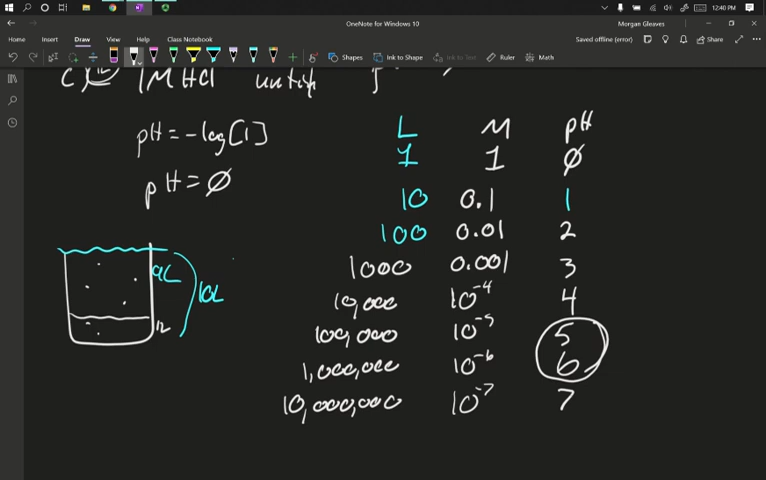 12:40 PM
OneNote for Windows 10
Morgan Gleaves
Home Insert Draw View Help Class Notebook
Saved offline (error) Share
Shapes Ink to Shape Ink to Text Ruler Math
1M HCl until
pH = -log[1]
pH = Ø
L M pH
1 1 Ø
10 0.1 1
100 0.01 2
1000 0.001 3
10,000 10⁻⁴ 4
100,000 10⁻⁵ 5
1,000,000 10⁻⁶ 6
10,000,000 10⁻⁷ 7
9L
10L
1L